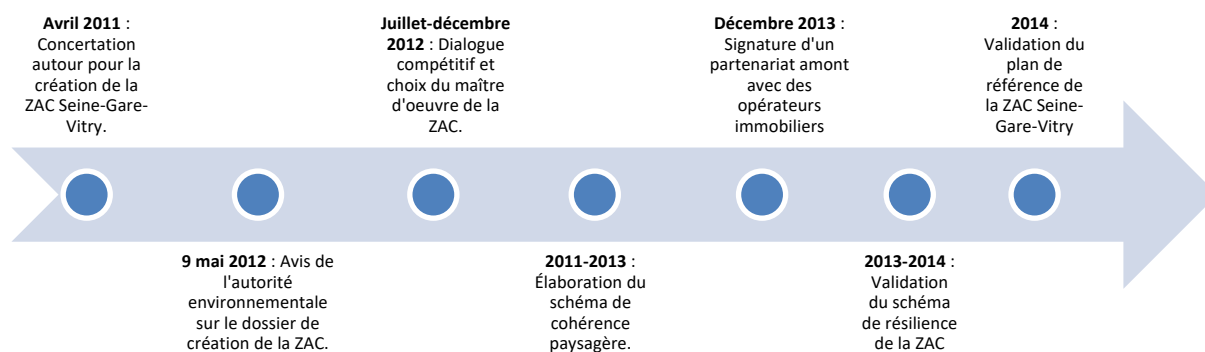 Avril 2011 :
Concertation
autour pour la
création de la
ZAC Seine-Gare-
Vitry.
9 mai 2012 : Avis de
l'autorité
environnementale
sur le dossier de
création de la ZAC.
Juillet-décembre
2012 : Dialogue
compétitif et
choix du maître
d'oeuvre de la
ZAC.
2011-2013 :
Élaboration du
schéma de
cohérence
paysagère.
Décembre 2013 :
Signature d'un
partenariat amont
avec des
opérateurs
immobiliers
2013-2014 :
Validation
du schéma
de résilience
de la ZAC
2014 :
Validation du
plan de
référence de
la ZAC Seine-
Gare-Vitry